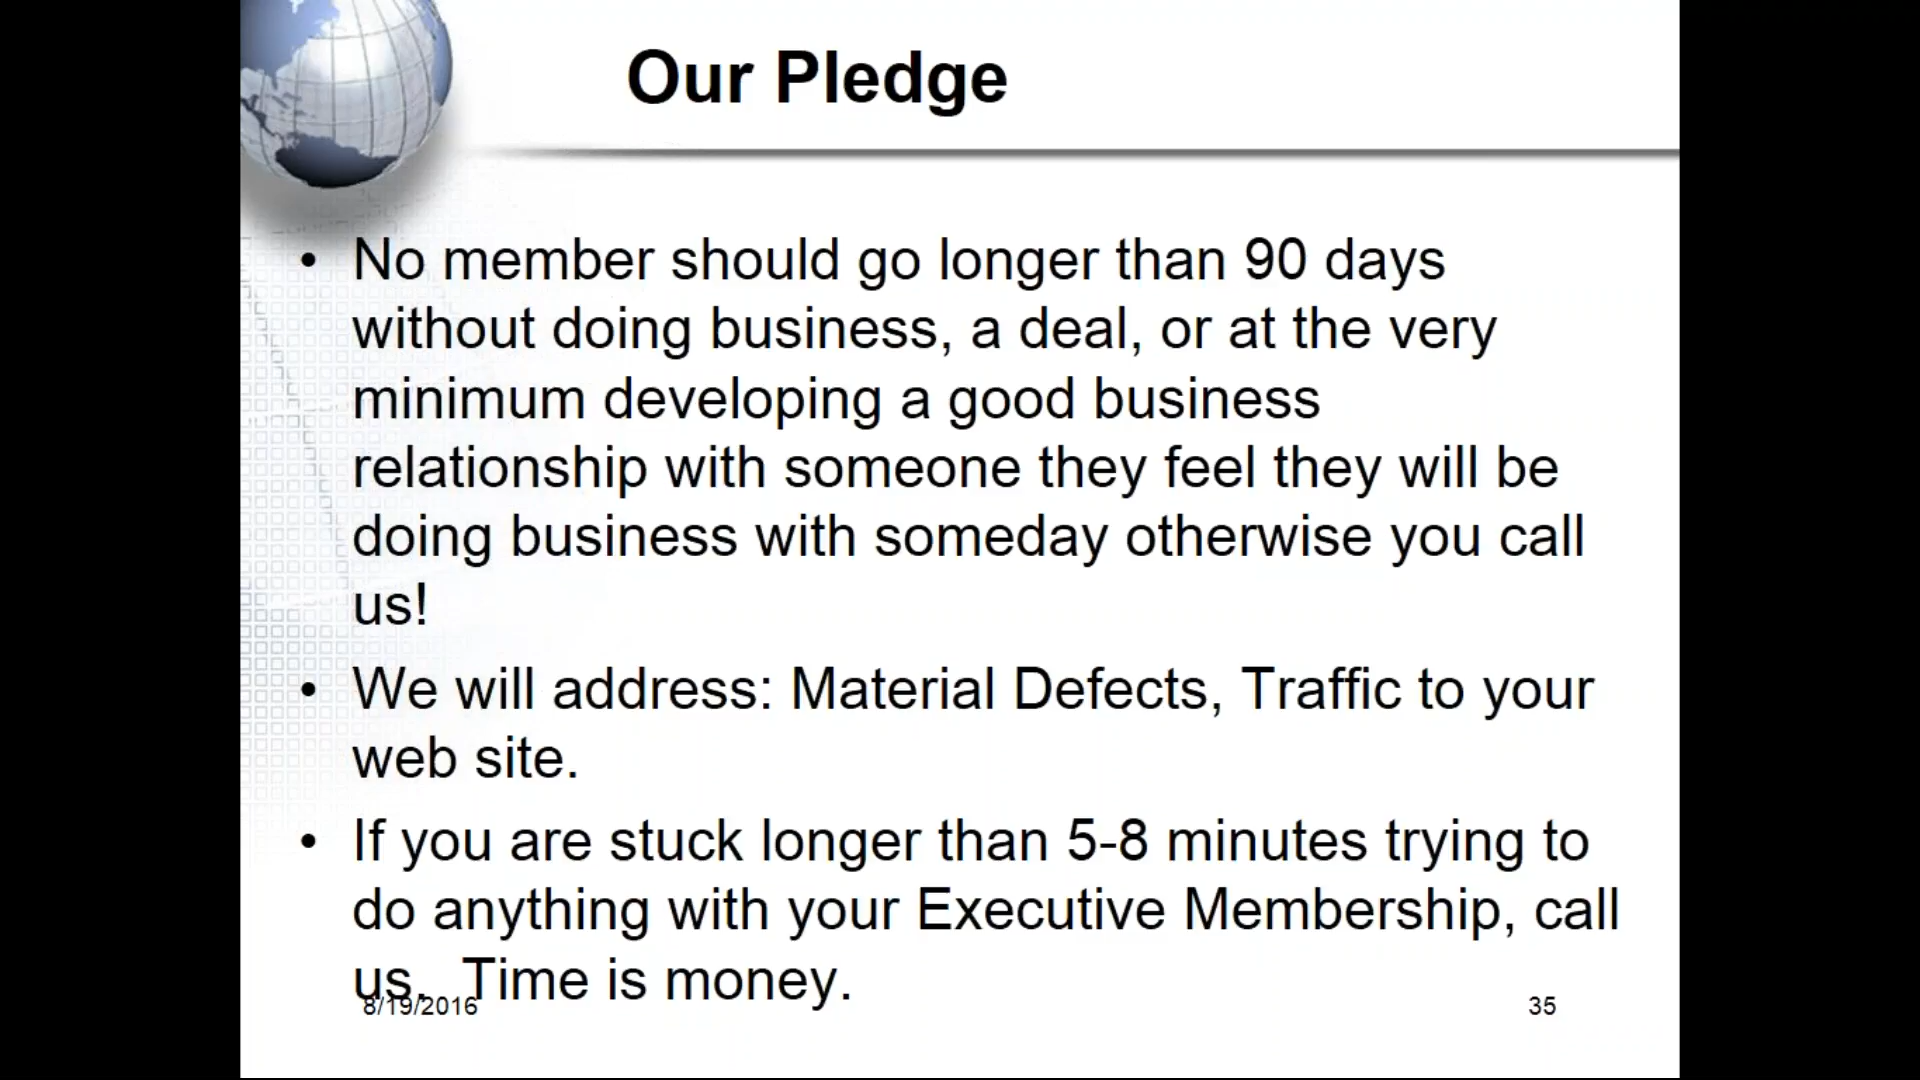 Our Pledge
• No member should go longer than 90 days
without doing business, a deal, or at the very
minimum developing a good business
relationship with someone they feel they will be
doing business with someday otherwise you call
us!
• We will address: Material Defects, Traffic to your
web site.
• If you are stuck longer than 5-8 minutes trying to
do anything with your Executive Membership, call
us.  Time is money.
8/19/2016
35